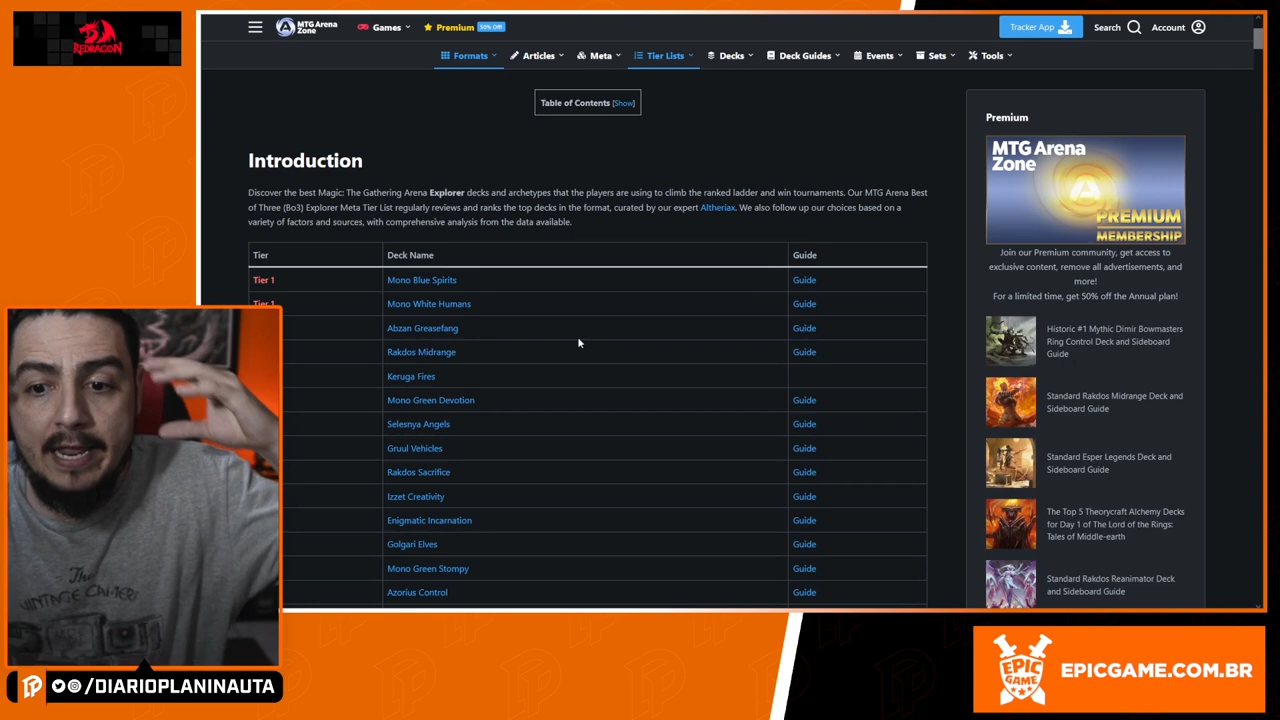 REDRAGON
MTG Arena
Zone
Games
Premium
50% Off!
Tracker App
Search
Account
Formats
Articles
Meta
Tier Lists
Decks
Deck Guides
Events
Sets
Tools
Table of Contents [Show]
Introduction
Discover the best Magic: The Gathering Arena Explorer decks and archetypes that the players are using to climb the ranked ladder and win tournaments. Our MTG Arena Best
of Three (Bo3) Explorer Meta Tier List regularly reviews and ranks the top decks in the format, curated by our expert Altheriax. We also follow up our choices based on a
variety of factors and sources, with comprehensive analysis from the data available.
Tier Deck Name Guide
Tier 1 Mono Blue Spirits Guide
Tier 1 Mono White Humans Guide
Abzan Greasefang Guide
Rakdos Midrange Guide
Keruga Fires
Mono Green Devotion Guide
Selesnya Angels Guide
Gruul Vehicles Guide
Rakdos Sacrifice Guide
Izzet Creativity Guide
Enigmatic Incarnation Guide
Golgari Elves Guide
Mono Green Stompy Guide
Azorius Control Guide
Premium
MTG Arena
Zone
PREMIUM
MEMBERSHIP
Join our Premium community, get access to
exclusive content, remove all advertisements, and
more!
For a limited time, get 50% off the Annual plan!
Historic #1 Mythic Dimir Bowmasters
Ring Control Deck and Sideboard
Guide
Standard Rakdos Midrange Deck and
Sideboard Guide
Standard Esper Legends Deck and
Sideboard Guide
The Top 5 Theorycraft Alchemy Decks
for Day 1 of The Lord of the Rings:
Tales of Middle-earth
Standard Rakdos Reanimator Deck
and Sideboard Guide
The
VINTAGE CAMERA
/DIARIOPLANINAUTA
EPIC
GAME
EPICGAME.COM.BR